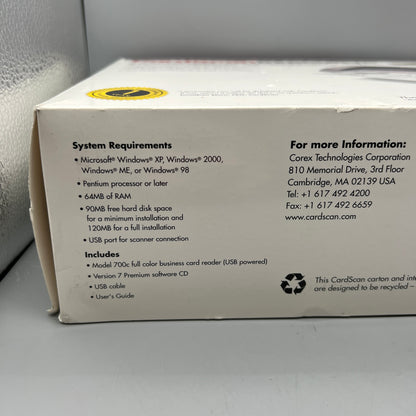 System Requirements
• Microsoft® Windows® XP, Windows® 2000,
Windows® ME, or Windows® 98
• Pentium processor or later
• 64MB of RAM
• 90MB free hard disk space
for a minimum installation and
120MB for a full installation
• USB port for scanner connection
Includes
• Model 700c full color business card reader (USB powered)
• Version 7 Premium software CD
• USB cable
• User's Guide
For more Information:
Corex Technologies Corporation
810 Memorial Drive, 3rd Floor
Cambridge, MA 02139 USA
Tel: +1 617 492 4200
Fax: +1 617 492 6659
www.cardscan.com
This CardScan carton and inte
are designed to be recycled –